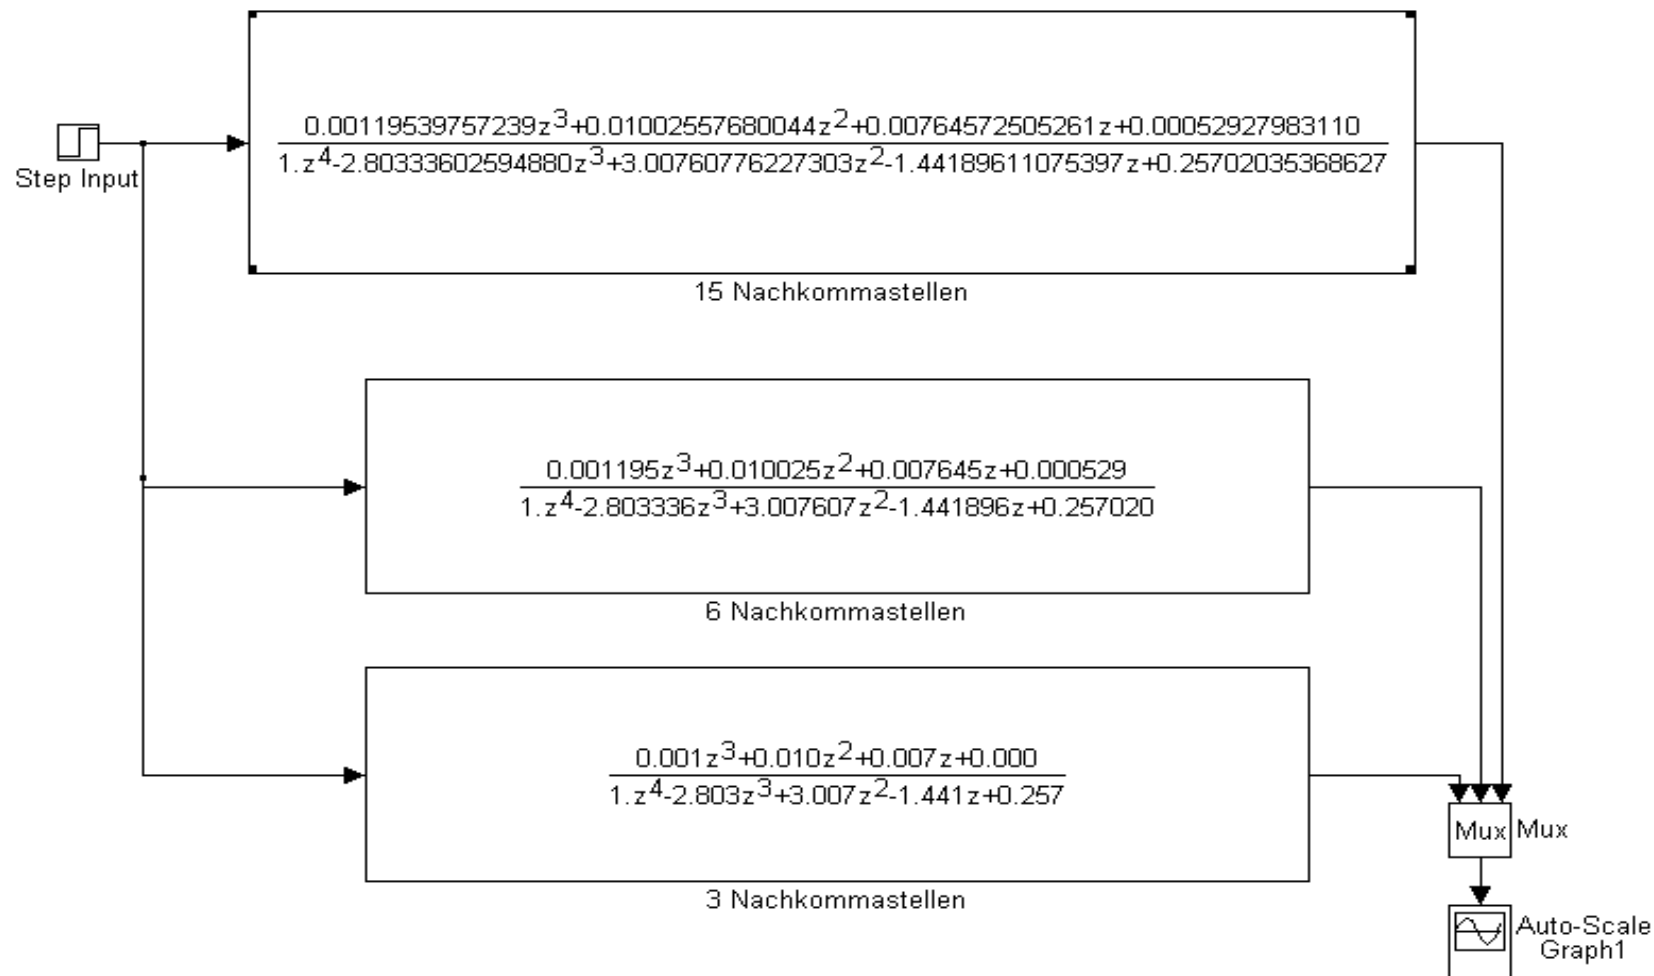 0.00119539757239z³+0.01002557680044z²+0.00764572505261z+0.00052927983110
1.z⁴-2.80333602594880z³+3.00760776227303z²-1.44189611075397z+0.25702035368627
Step Input
15 Nachkommastellen
0.001195z³+0.010025z²+0.007645z+0.000529
1.z⁴-2.803336z³+3.007607z²-1.441896z+0.257020
6 Nachkommastellen
0.001z³+0.010z²+0.007z+0.000
1.z⁴-2.803z³+3.007z²-1.441z+0.257
3 Nachkommastellen
Mux Mux
Auto-Scale
Graph1